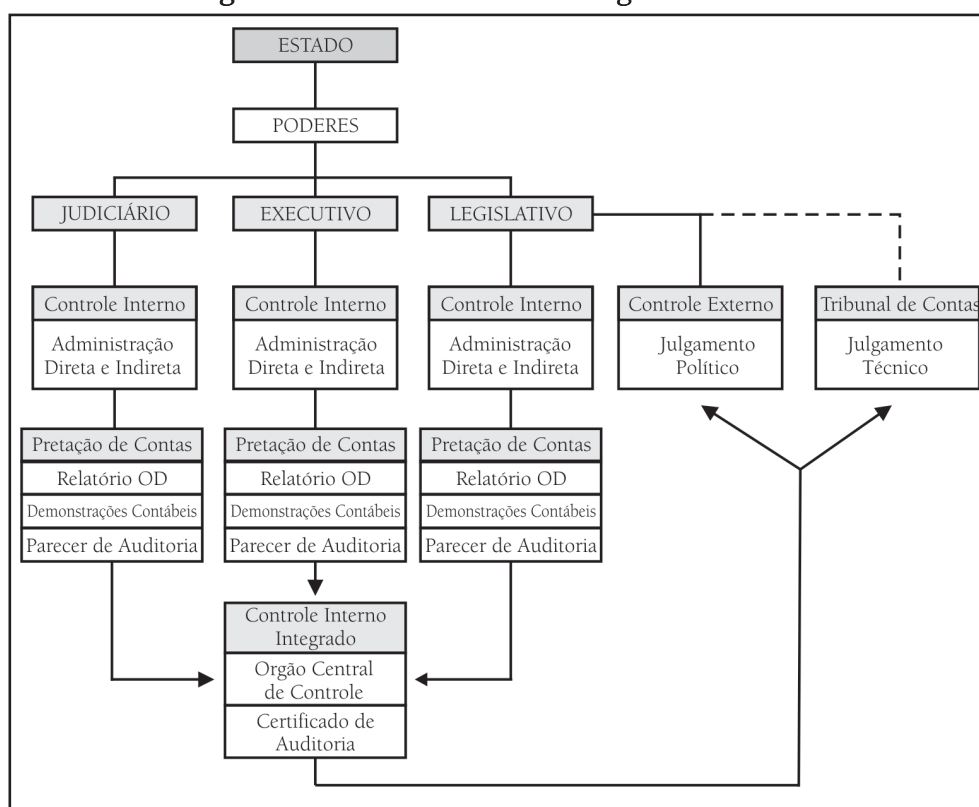 ESTADO
PODERES
JUDICIÁRIO
EXECUTIVO
LEGISLATIVO
Controle Interno
Administração
Direta e Indireta
Controle Interno
Administração
Direta e Indireta
Controle Interno
Administração
Direta e Indireta
Controle Externo
Julgamento
Político
Tribunal de Contas
Julgamento
Técnico
Pretação de Contas
Relatório OD
Demonstrações Contábeis
Parecer de Auditoria
Pretação de Contas
Relatório OD
Demonstrações Contábeis
Parecer de Auditoria
Pretação de Contas
Relatório OD
Demonstrações Contábeis
Parecer de Auditoria
Controle Interno
Integrado
Orgão Central
de Controle
Certificado de
Auditoria